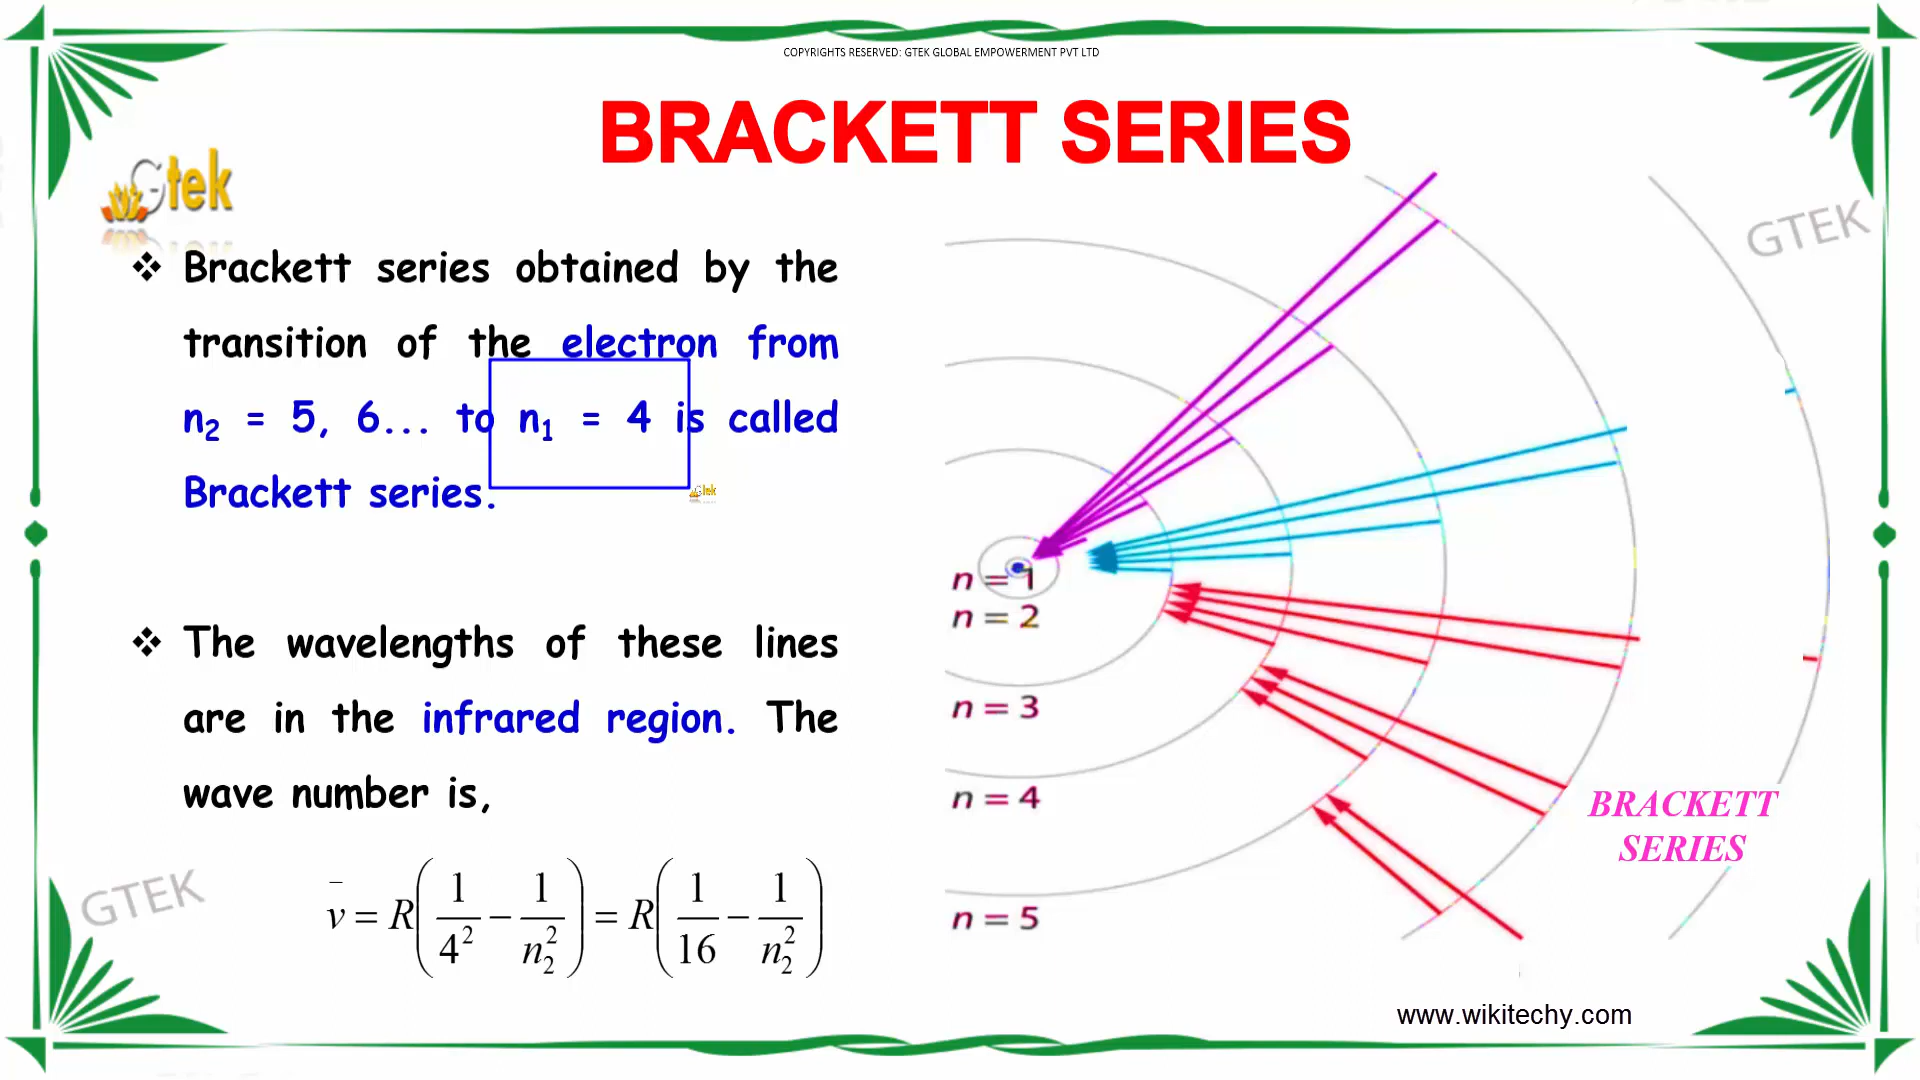 COPYRIGHTS RESERVED: GTEK GLOBAL EMPOWERMENT PVT LTD
BRACKETT SERIES
Gtek
GTEK
❖ Brackett series obtained by the
transition of the electron from
n₂ = 5, 6... to n₁ = 4 is called
Brackett series.
Gtek
❖ The wavelengths of these lines
are in the infrared region. The
wave number is,
v̄ = R(1/4² − 1/n₂²) = R(1/16 − 1/n₂²)
GTEK
n = 1
n = 2
n = 3
n = 4
n = 5
BRACKETT
SERIES
www.wikitechy.com